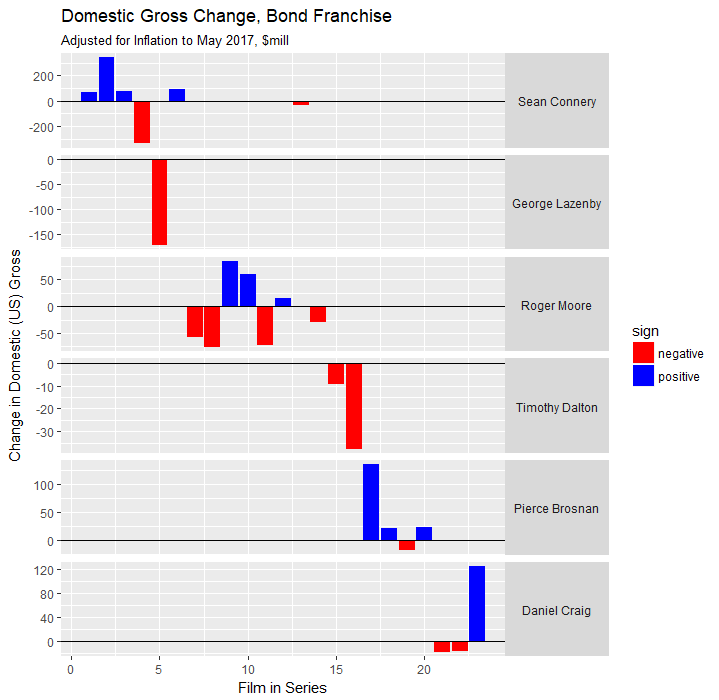 Domestic Gross Change, Bond Franchise
Adjusted for Inflation to May 2017, $mill
Change in Domestic (US) Gross
200
0
-200
Sean Connery
0
-50
-100
-150
George Lazenby
50
0
-50
Roger Moore
0
-10
-20
-30
Timothy Dalton
100
50
0
Pierce Brosnan
120
80
40
0
Daniel Craig
0 5 10 15 20
Film in Series
sign
negative
positive